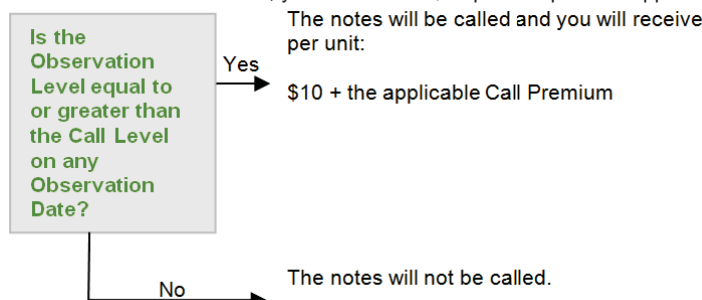 The notes will be called and you will receive
per unit:
Is the
Observation
Level equal to
or greater than
the Call Level
on any
Observation
Date?
Yes
$10 + the applicable Call Premium
No
The notes will not be called.